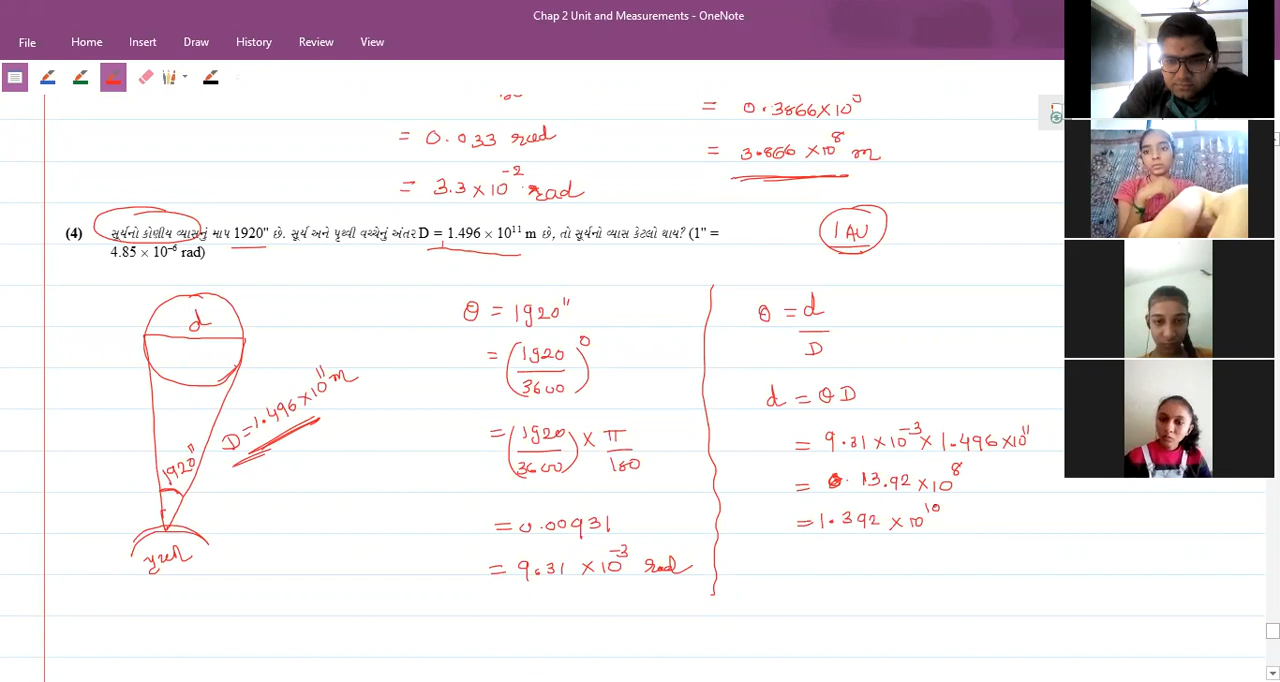 Chap 2 Unit and Measurements - OneNote
File Home Insert Draw History Review View
= 0.033 rad
= 3.3 × 10⁻² rad
= 0.3866 × 10⁹
= 3.866 × 10⁸ m
(4) સૂર્યનો કોણીય વ્યાસનું માપ 1920" છે. સૂર્ય અને પૃથ્વી વચ્ચેનું અંતર D = 1.496 × 10¹¹ m છે, તો સૂર્યનો વ્યાસ કેટલો થાય? (1" =
4.85 × 10⁻⁶ rad)
1 AU
d
D = 1.496 × 10¹¹ m
1920"
પૃથ્વી
θ = 1920"
= (1920/3600)⁰
= (1920/3600) × π/180
= 0.00931
= 9.31 × 10⁻³ rad
θ = d/D
d = θD
= 9.31 × 10⁻³ × 1.496 × 10¹¹
= 13.92 × 10⁸
= 1.392 × 10¹⁰